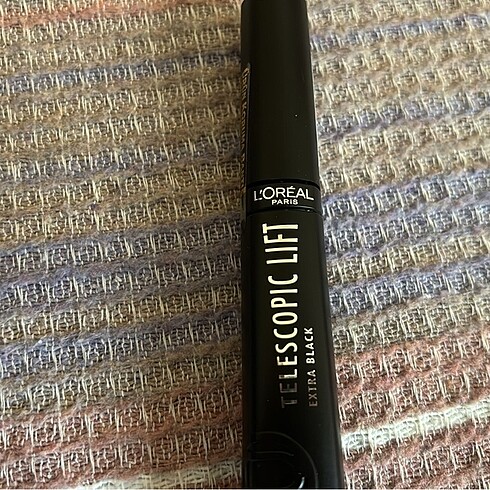 L'ORÉAL
PARIS
TELESCOPIC LIFT
EXTRA BLACK